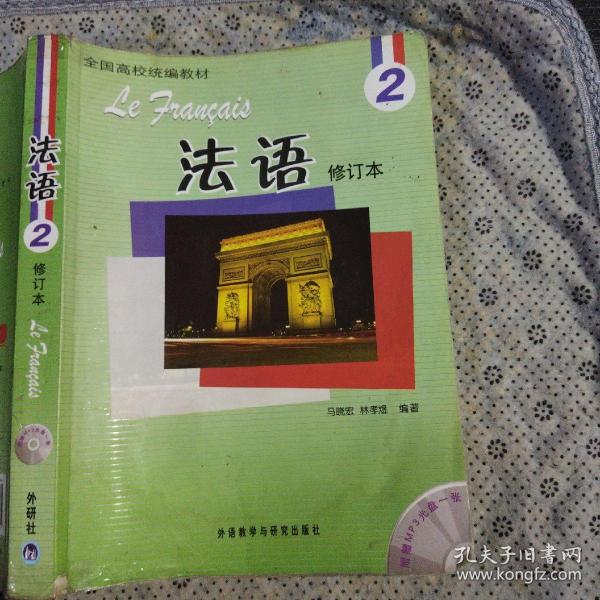 全国高校统编教材
2
Le Français
法语 修订本
马晓宏 林孝煜 编著
外语教学与研究出版社
附赠MP3光盘一张
法语
2
修订本
Le Français
外研社
孔夫子旧书网
www.kongfz.com